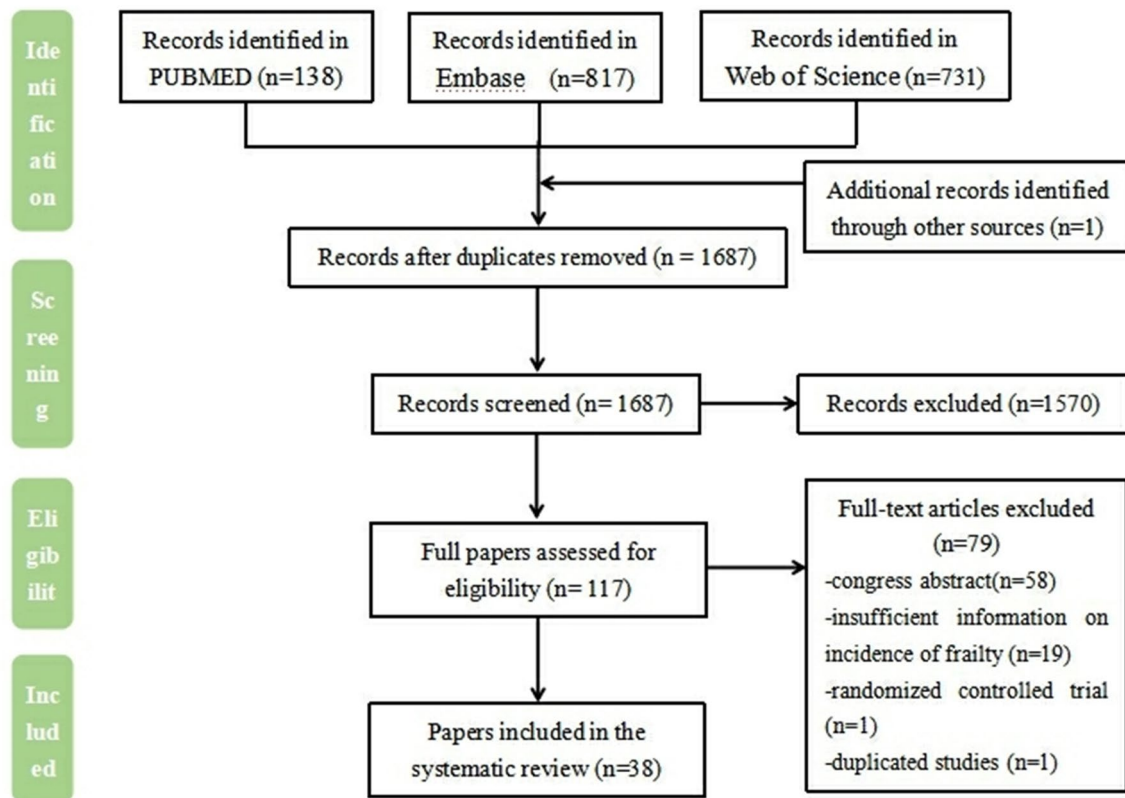 Ide
ntif
ic
ati
on
Records identified in
PUBMED (n=138)
Records identified in
Embase (n=817)
Records identified in
Web of Science (n=731)
Additional records identified
through other sources (n=1)
Records after duplicates removed (n = 1687)
Sc
ree
nin
g
Records screened (n= 1687)
Records excluded (n=1570)
Eli
gib
ilit
Full papers assessed for
eligibility (n= 117)
Full-text articles excluded
(n=79)
-congress abstract(n=58)
-insufficient information on
incidence of frailty (n=19)
-randomized controlled trial
(n=1)
-duplicated studies (n=1)
Inc
lud
ed
Papers included in the
systematic review (n=38)